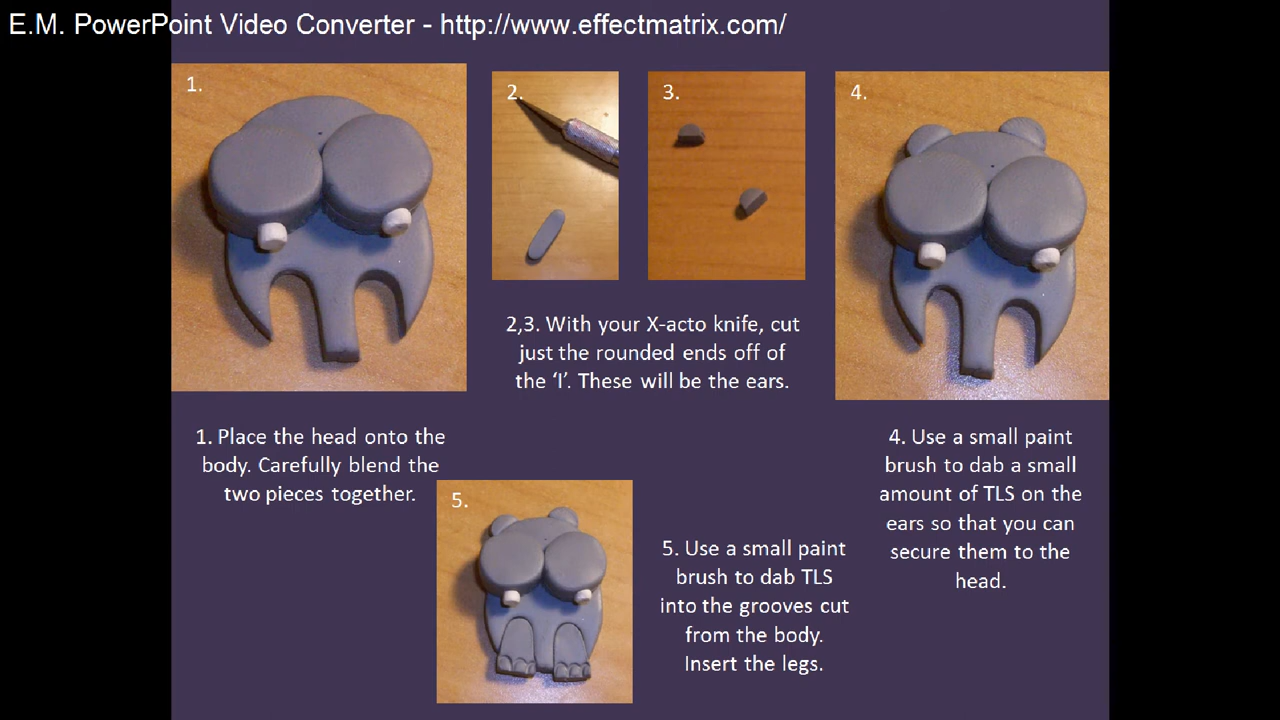 E.M. PowerPoint Video Converter - http://www.effectmatrix.com/
1.
2.
3.
4.
2,3. With your X-acto knife, cut
just the rounded ends off of
the ‘I’. These will be the ears.
1. Place the head onto the
body. Carefully blend the
two pieces together.
4. Use a small paint
brush to dab a small
amount of TLS on the
ears so that you can
secure them to the
head.
5.
5. Use a small paint
brush to dab TLS
into the grooves cut
from the body.
Insert the legs.